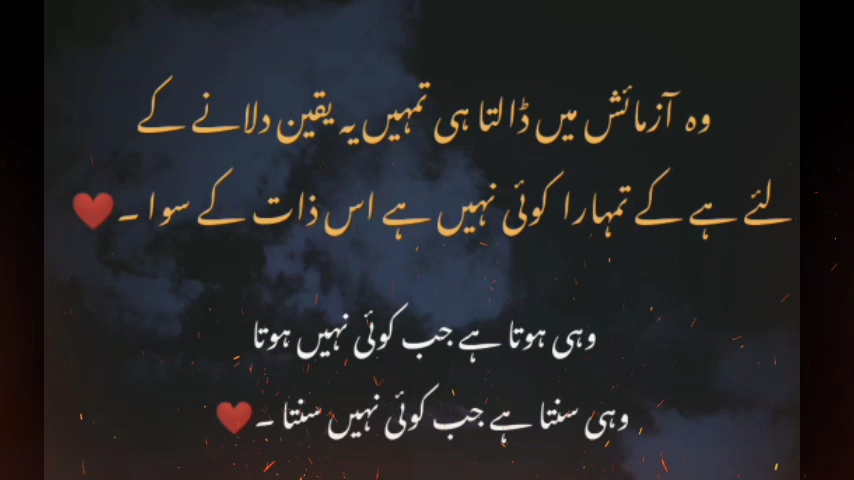 وہ آزمائش میں ڈالتا ہی تمہیں یہ یقین دلانے کے
لئے ہے کے تمہارا کوئی نہیں ہے اس ذات کے سوا ۔❤️
وہی ہوتا ہے جب کوئی نہیں ہوتا
وہی سنتا ہے جب کوئی نہیں سنتا ۔❤️